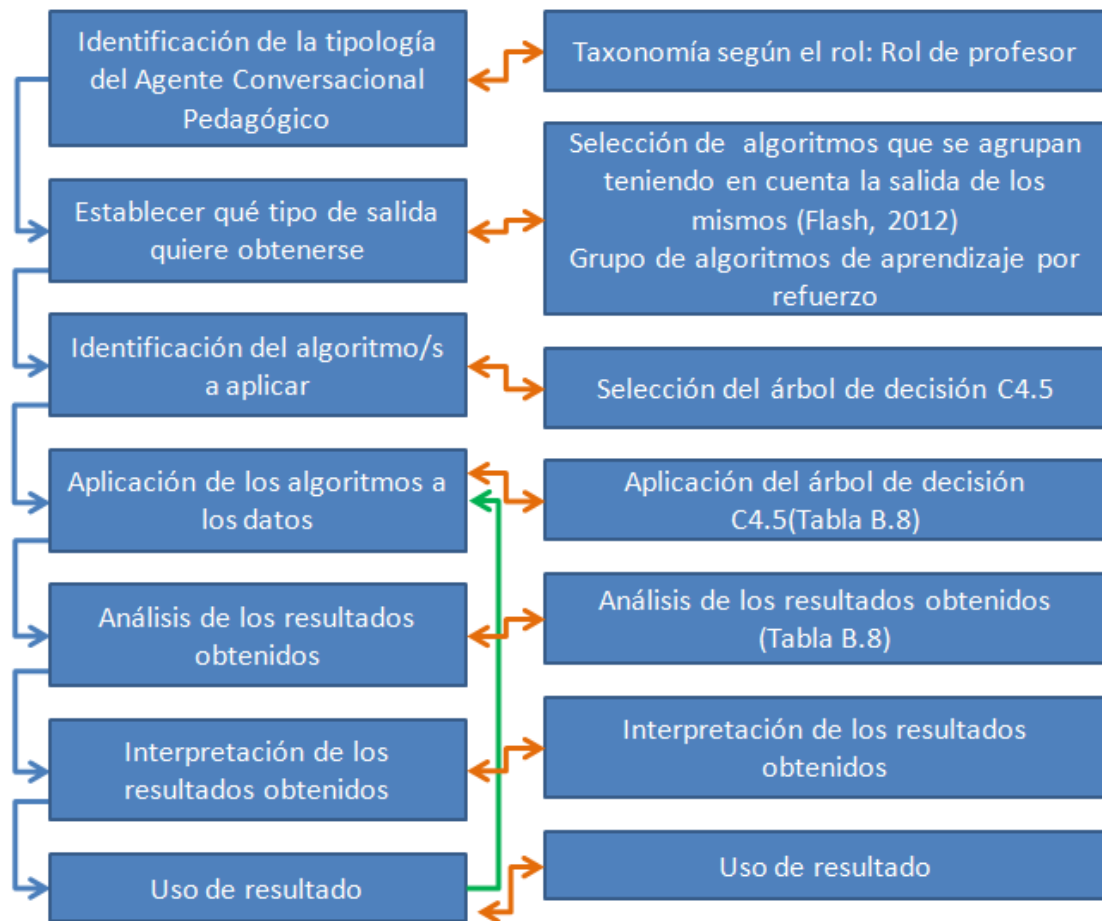 Identificación de la tipología
del Agente Conversacional
Pedagógico
Taxonomía según el rol: Rol de profesor
Establecer qué tipo de salida
quiere obtenerse
Selección de algoritmos que se agrupan
teniendo en cuenta la salida de los
mismos (Flash, 2012)
Grupo de algoritmos de aprendizaje por
refuerzo
Identificación del algoritmo/s
a aplicar
Selección del árbol de decisión C4.5
Aplicación de los algoritmos a
los datos
Aplicación del árbol de decisión
C4.5(Tabla B.8)
Análisis de los resultados
obtenidos
Análisis de los resultados obtenidos
(Tabla B.8)
Interpretación de los
resultados obtenidos
Interpretación de los resultados
obtenidos
Uso de resultado
Uso de resultado